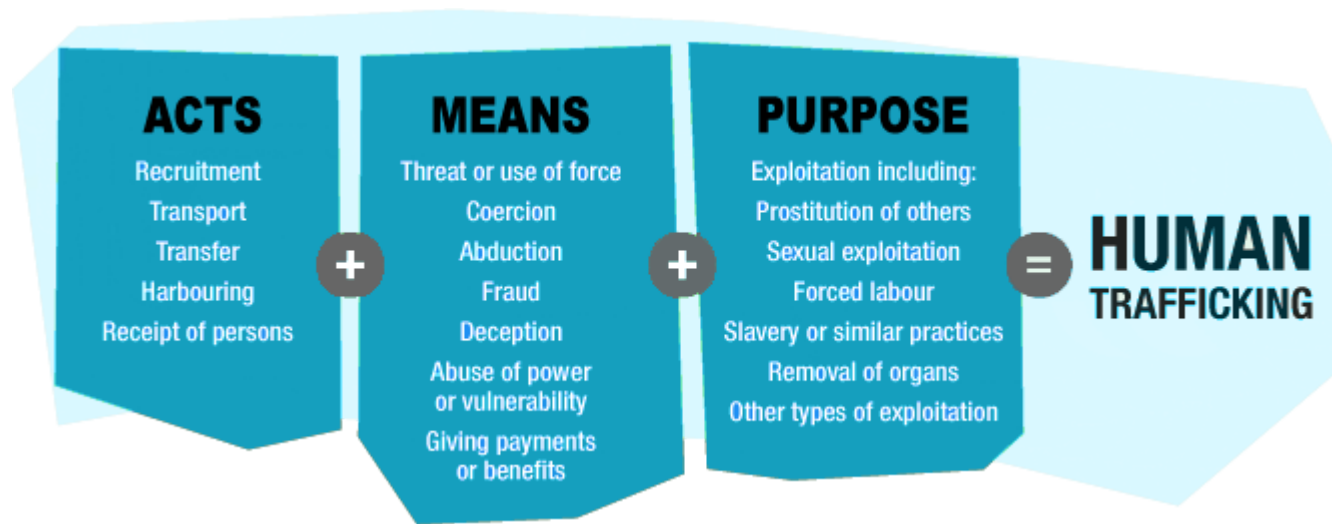 ACTS
Recruitment
Transport
Transfer
Harbouring
Receipt of persons
+
MEANS
Threat or use of force
Coercion
Abduction
Fraud
Deception
Abuse of power
or vulnerability
Giving payments
or benefits
+
PURPOSE
Exploitation including:
Prostitution of others
Sexual exploitation
Forced labour
Slavery or similar practices
Removal of organs
Other types of exploitation
=
HUMAN
TRAFFICKING